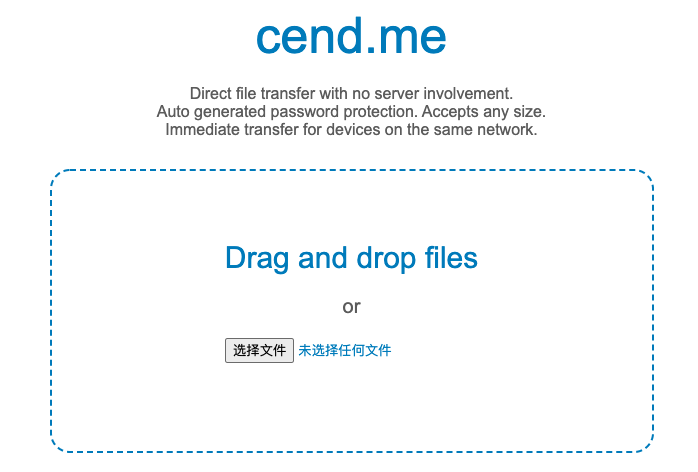 cend.me
Direct file transfer with no server involvement.
Auto generated password protection. Accepts any size.
Immediate transfer for devices on the same network.
Drag and drop files
or
选择文件 未选择任何文件